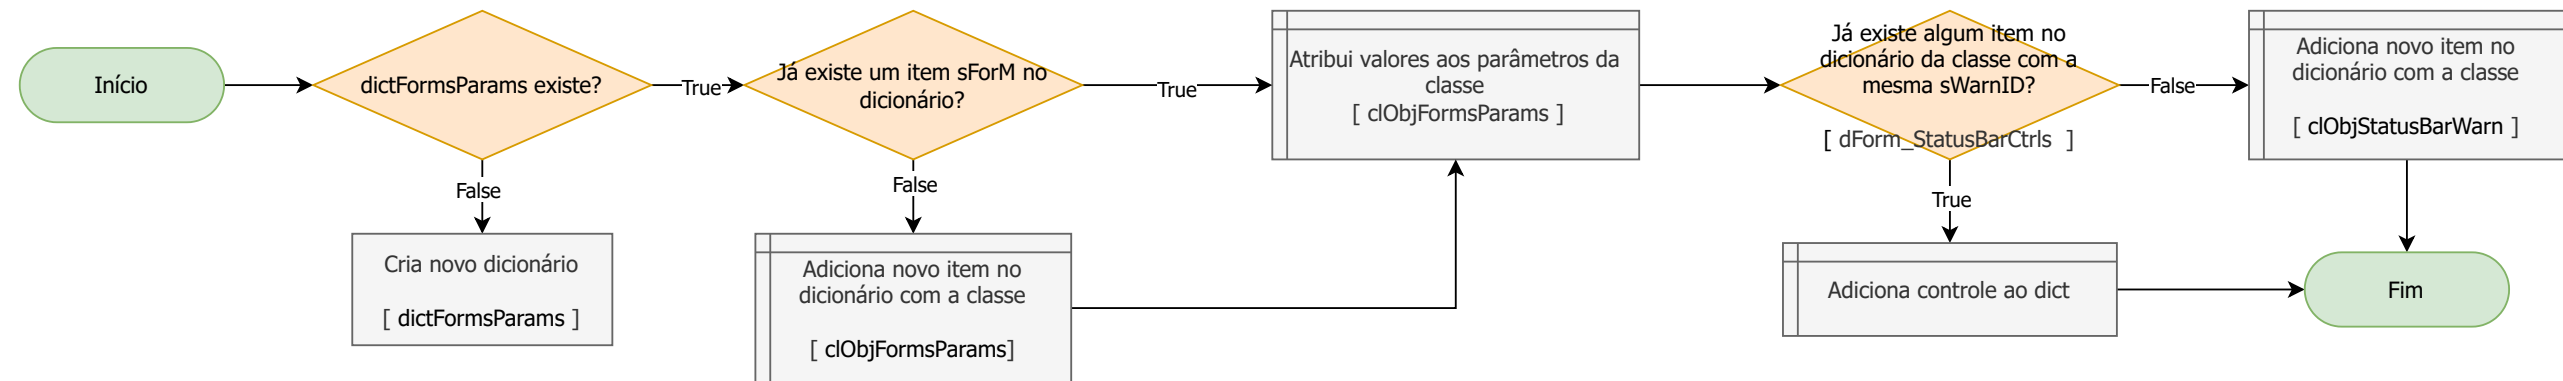 Início
dictFormsParams existe?
True
False
Cria novo dicionário
[ dictFormsParams ]
Já existe um item sForM no
dicionário?
True
False
Adiciona novo item no
dicionário com a classe
[ clObjFormsParams]
Atribui valores aos parâmetros da
classe
[ clObjFormsParams ]
Já existe algum item no
dicionário da classe com a
mesma sWarnID?
[ dForm_StatusBarCtrls ]
False
True
Adiciona controle ao dict
Adiciona novo item no
dicionário com a classe
[ clObjStatusBarWarn ]
Fim